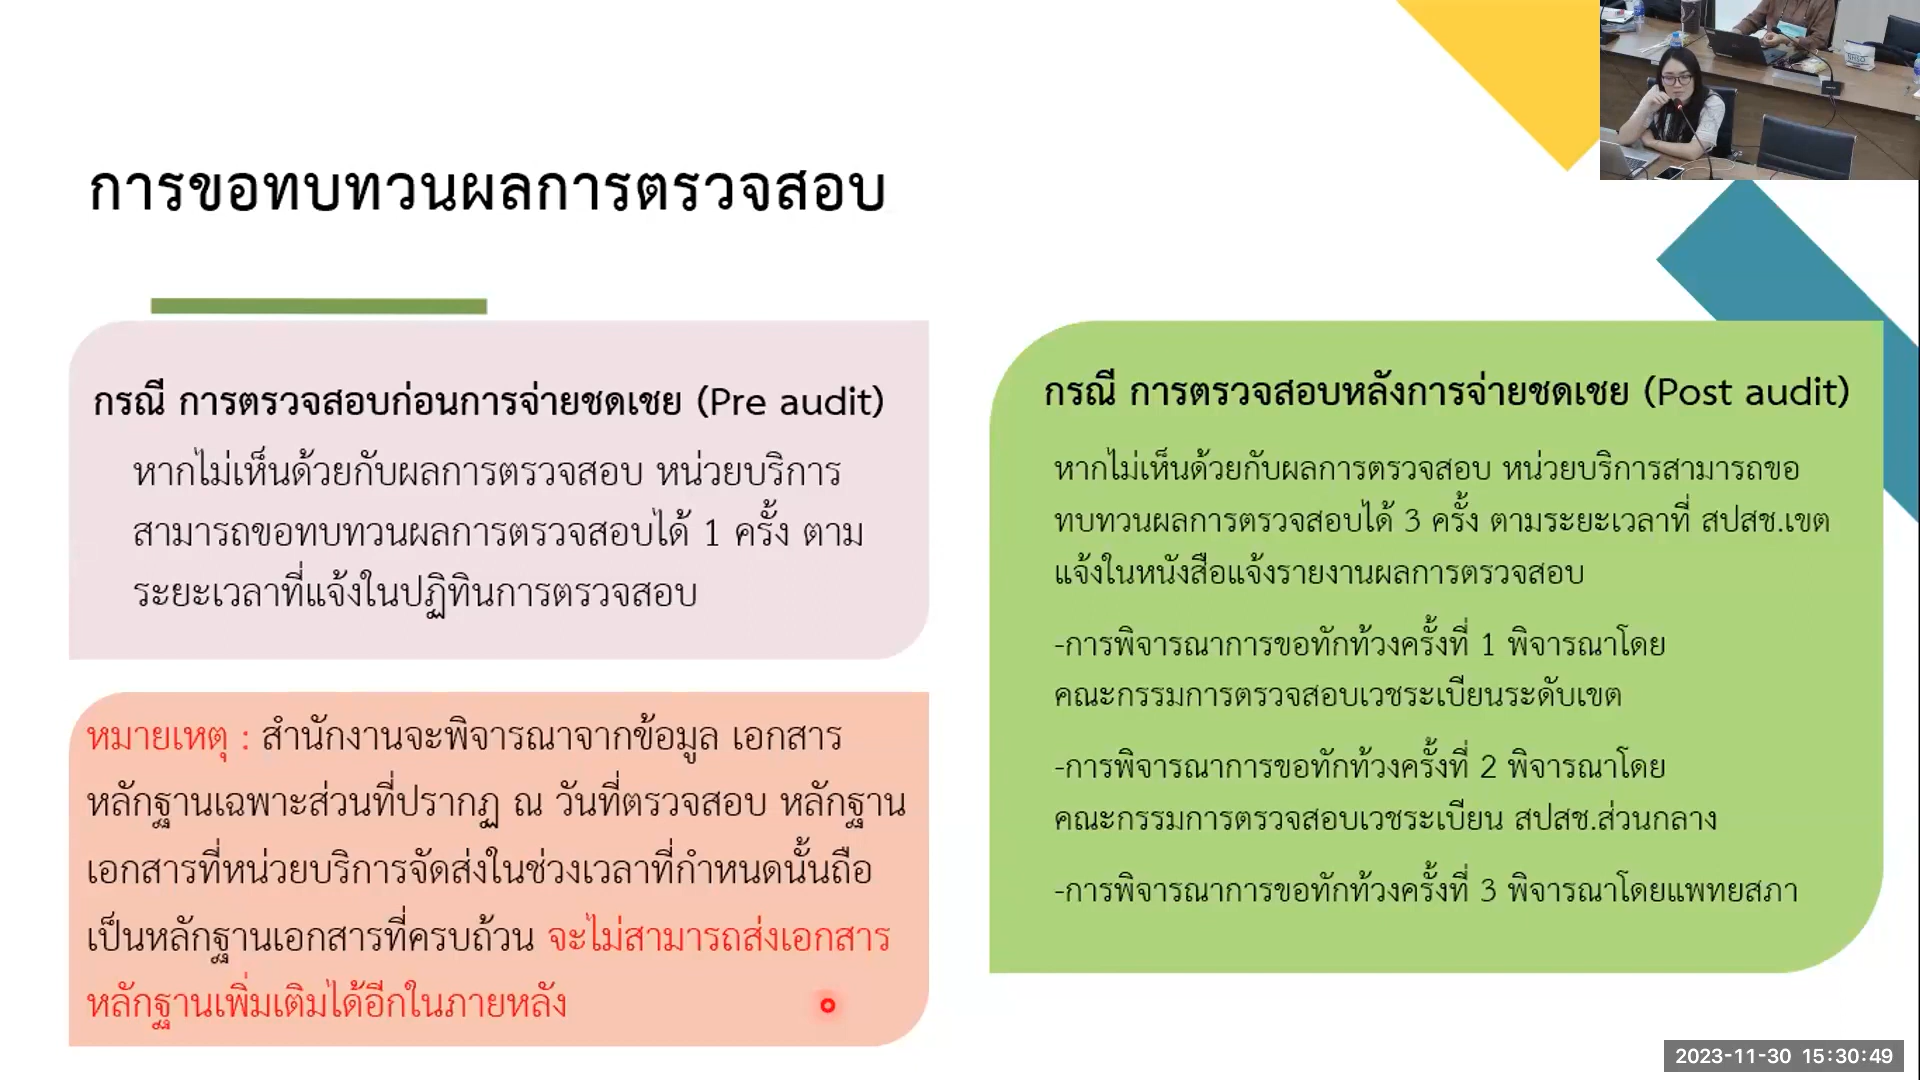 การขอทบทวนผลการตรวจสอบ
กรณี การตรวจสอบก่อนการจ่ายชดเชย (Pre audit)
หากไม่เห็นด้วยกับผลการตรวจสอบ หน่วยบริการ
สามารถขอทบทวนผลการตรวจสอบได้ 1 ครั้ง ตาม
ระยะเวลาที่แจ้งในปฏิทินการตรวจสอบ
หมายเหตุ : สำนักงานจะพิจารณาจากข้อมูล เอกสาร
หลักฐานเฉพาะส่วนที่ปรากฏ ณ วันที่ตรวจสอบ หลักฐาน
เอกสารที่หน่วยบริการจัดส่งในช่วงเวลาที่กำหนดนั้นถือ
เป็นหลักฐานเอกสารที่ครบถ้วน จะไม่สามารถส่งเอกสาร
หลักฐานเพิ่มเติมได้อีกในภายหลัง
กรณี การตรวจสอบหลังการจ่ายชดเชย (Post audit)
หากไม่เห็นด้วยกับผลการตรวจสอบ หน่วยบริการสามารถขอ
ทบทวนผลการตรวจสอบได้ 3 ครั้ง ตามระยะเวลาที่ สปสช.เขต
แจ้งในหนังสือแจ้งรายงานผลการตรวจสอบ
-การพิจารณาการขอทักท้วงครั้งที่ 1 พิจารณาโดย
คณะกรรมการตรวจสอบเวชระเบียนระดับเขต
-การพิจารณาการขอทักท้วงครั้งที่ 2 พิจารณาโดย
คณะกรรมการตรวจสอบเวชระเบียน สปสช.ส่วนกลาง
-การพิจารณาการขอทักท้วงครั้งที่ 3 พิจารณาโดยแพทยสภา
2023-11-30 15:30:49